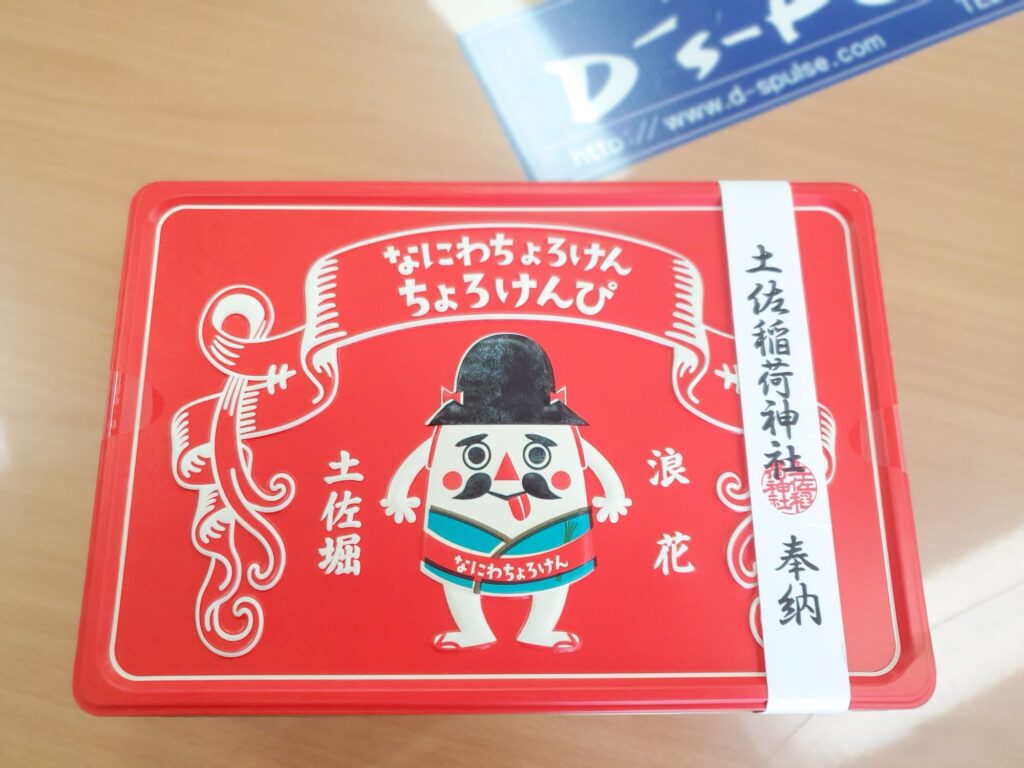 D's-P
http://www.d-spulse.com
なにわちょろけん
ちょろけんぴ
浪花
土佐堀
なにわちょろけん
土佐稲荷神社 奉納